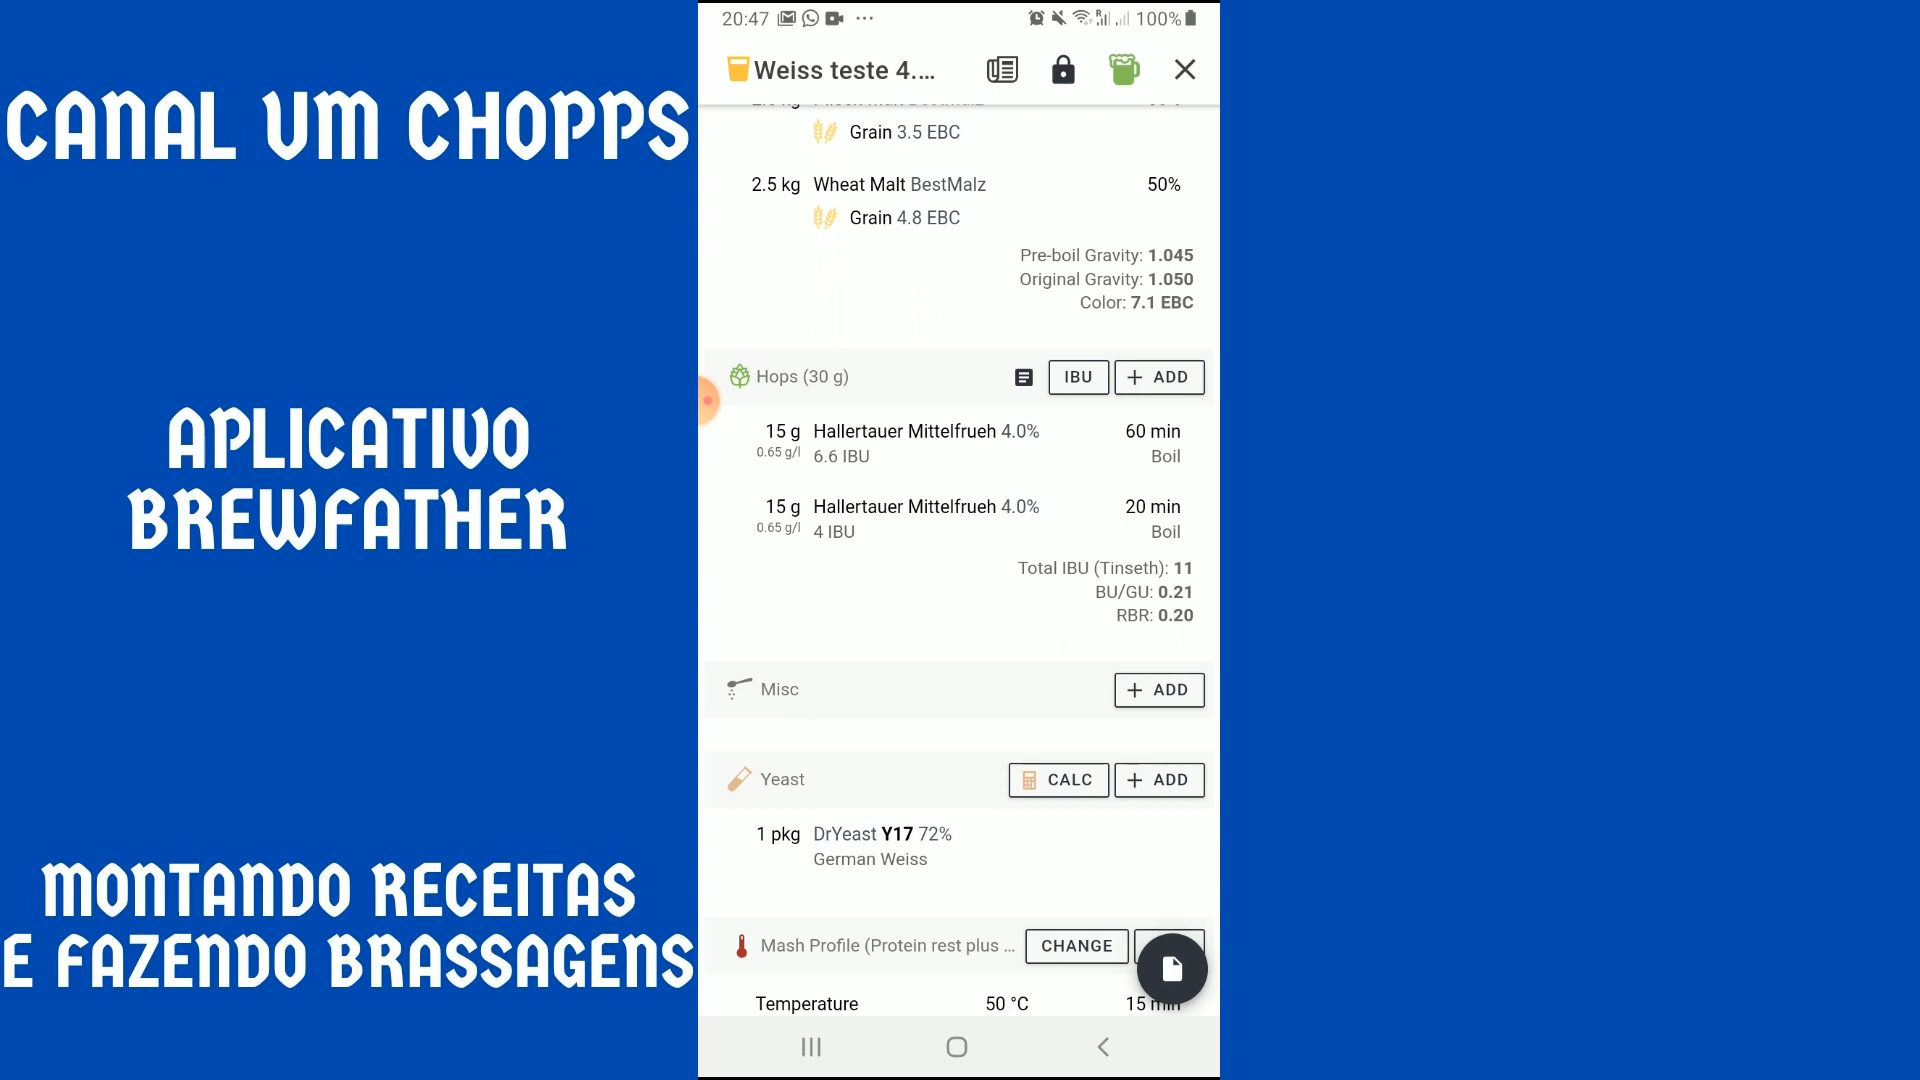 CANAL UM CHOPPS
APLICATIVO
BREWFATHER
MONTANDO RECEITAS
E FAZENDO BRASSAGENS
20:47 100%
Weiss teste 4....
Grain 3.5 EBC
2.5 kg Wheat Malt BestMalz 50%
Grain 4.8 EBC
Pre-boil Gravity: 1.045
Original Gravity: 1.050
Color: 7.1 EBC
Hops (30 g) IBU + ADD
15 g Hallertauer Mittelfrueh 4.0% 60 min
0.65 g/l 6.6 IBU Boil
15 g Hallertauer Mittelfrueh 4.0% 20 min
0.65 g/l 4 IBU Boil
Total IBU (Tinseth): 11
BU/GU: 0.21
RBR: 0.20
Misc + ADD
Yeast CALC + ADD
1 pkg DrYeast Y17 72%
German Weiss
Mash Profile (Protein rest plus ... CHANGE
Temperature 50 °C 15 min